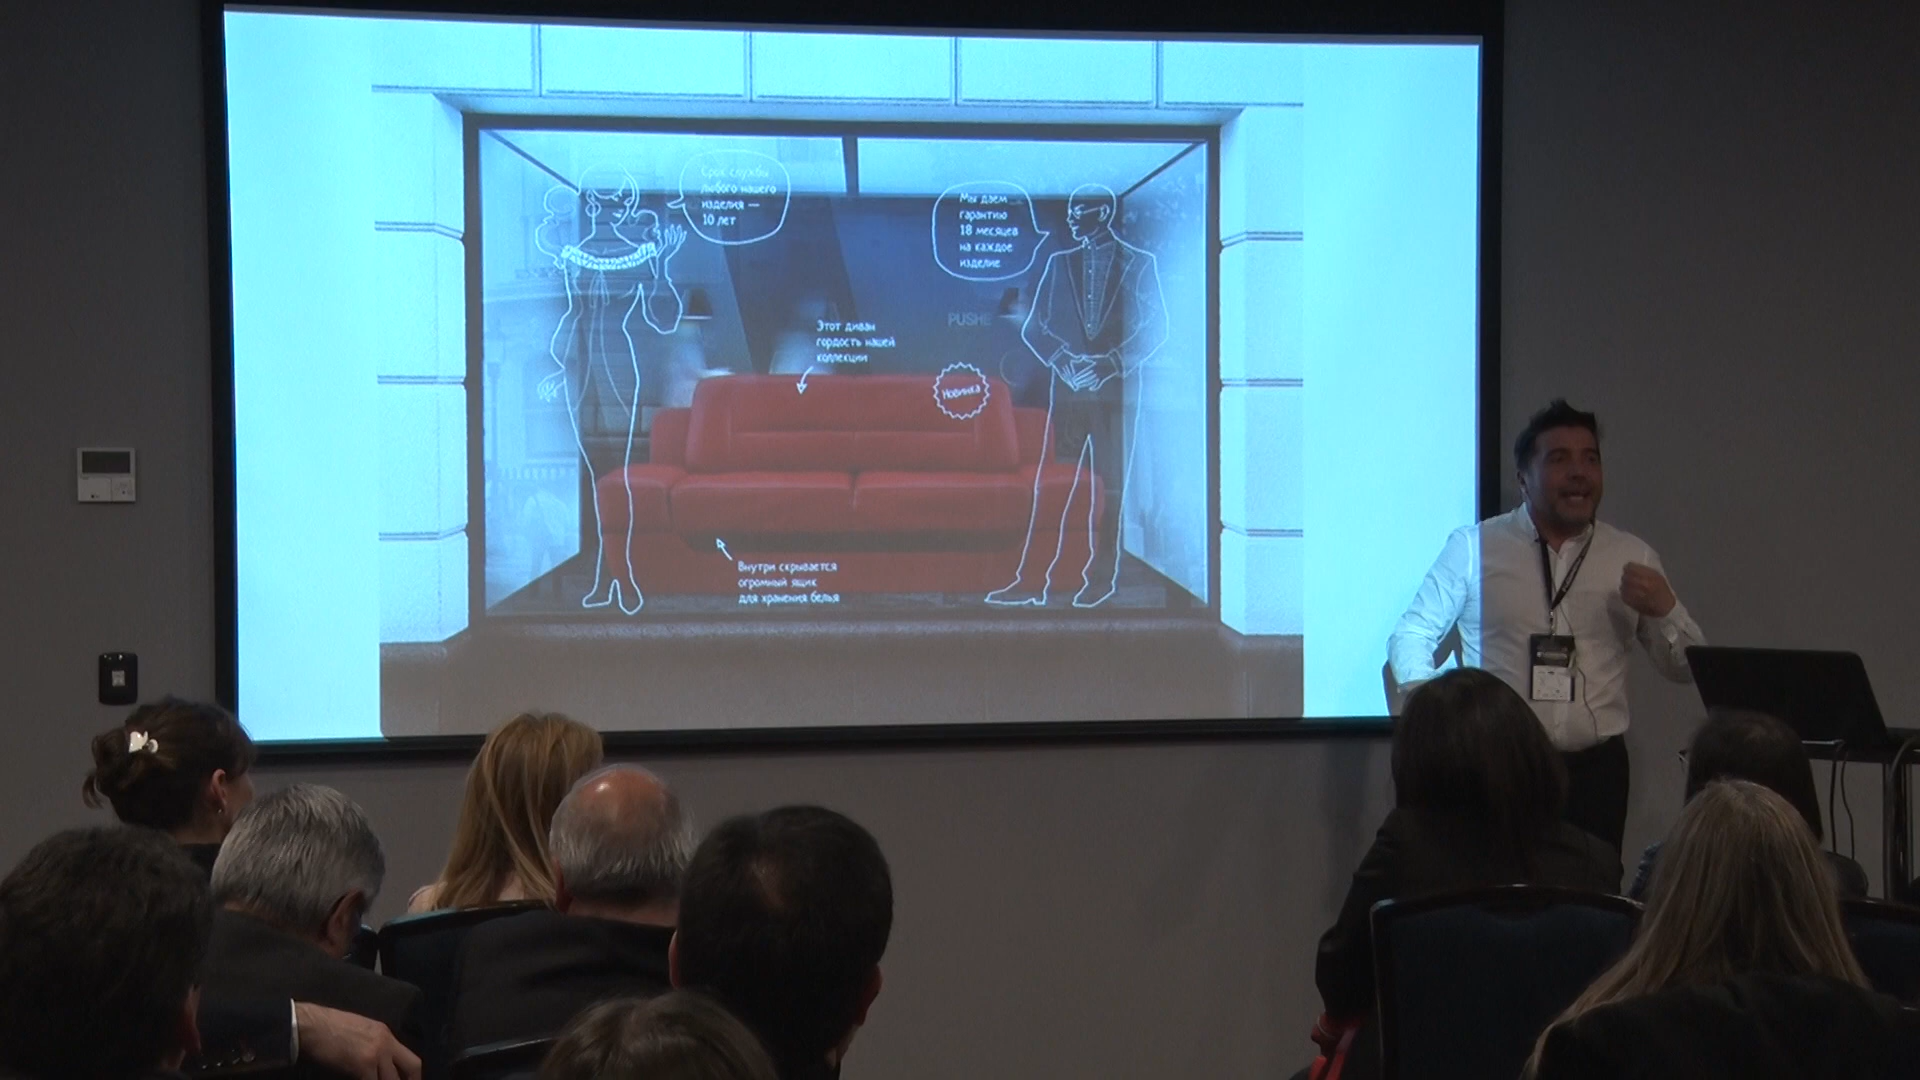 Срок службы
любого нашего
изделия —
10 лет
Мы даем
гарантию
18 месяцев
на каждое
изделие
Этот диван
гордость нашей
коллекции
PUSHE
Новинка
Внутри скрывается
огромный ящик
для хранения белья